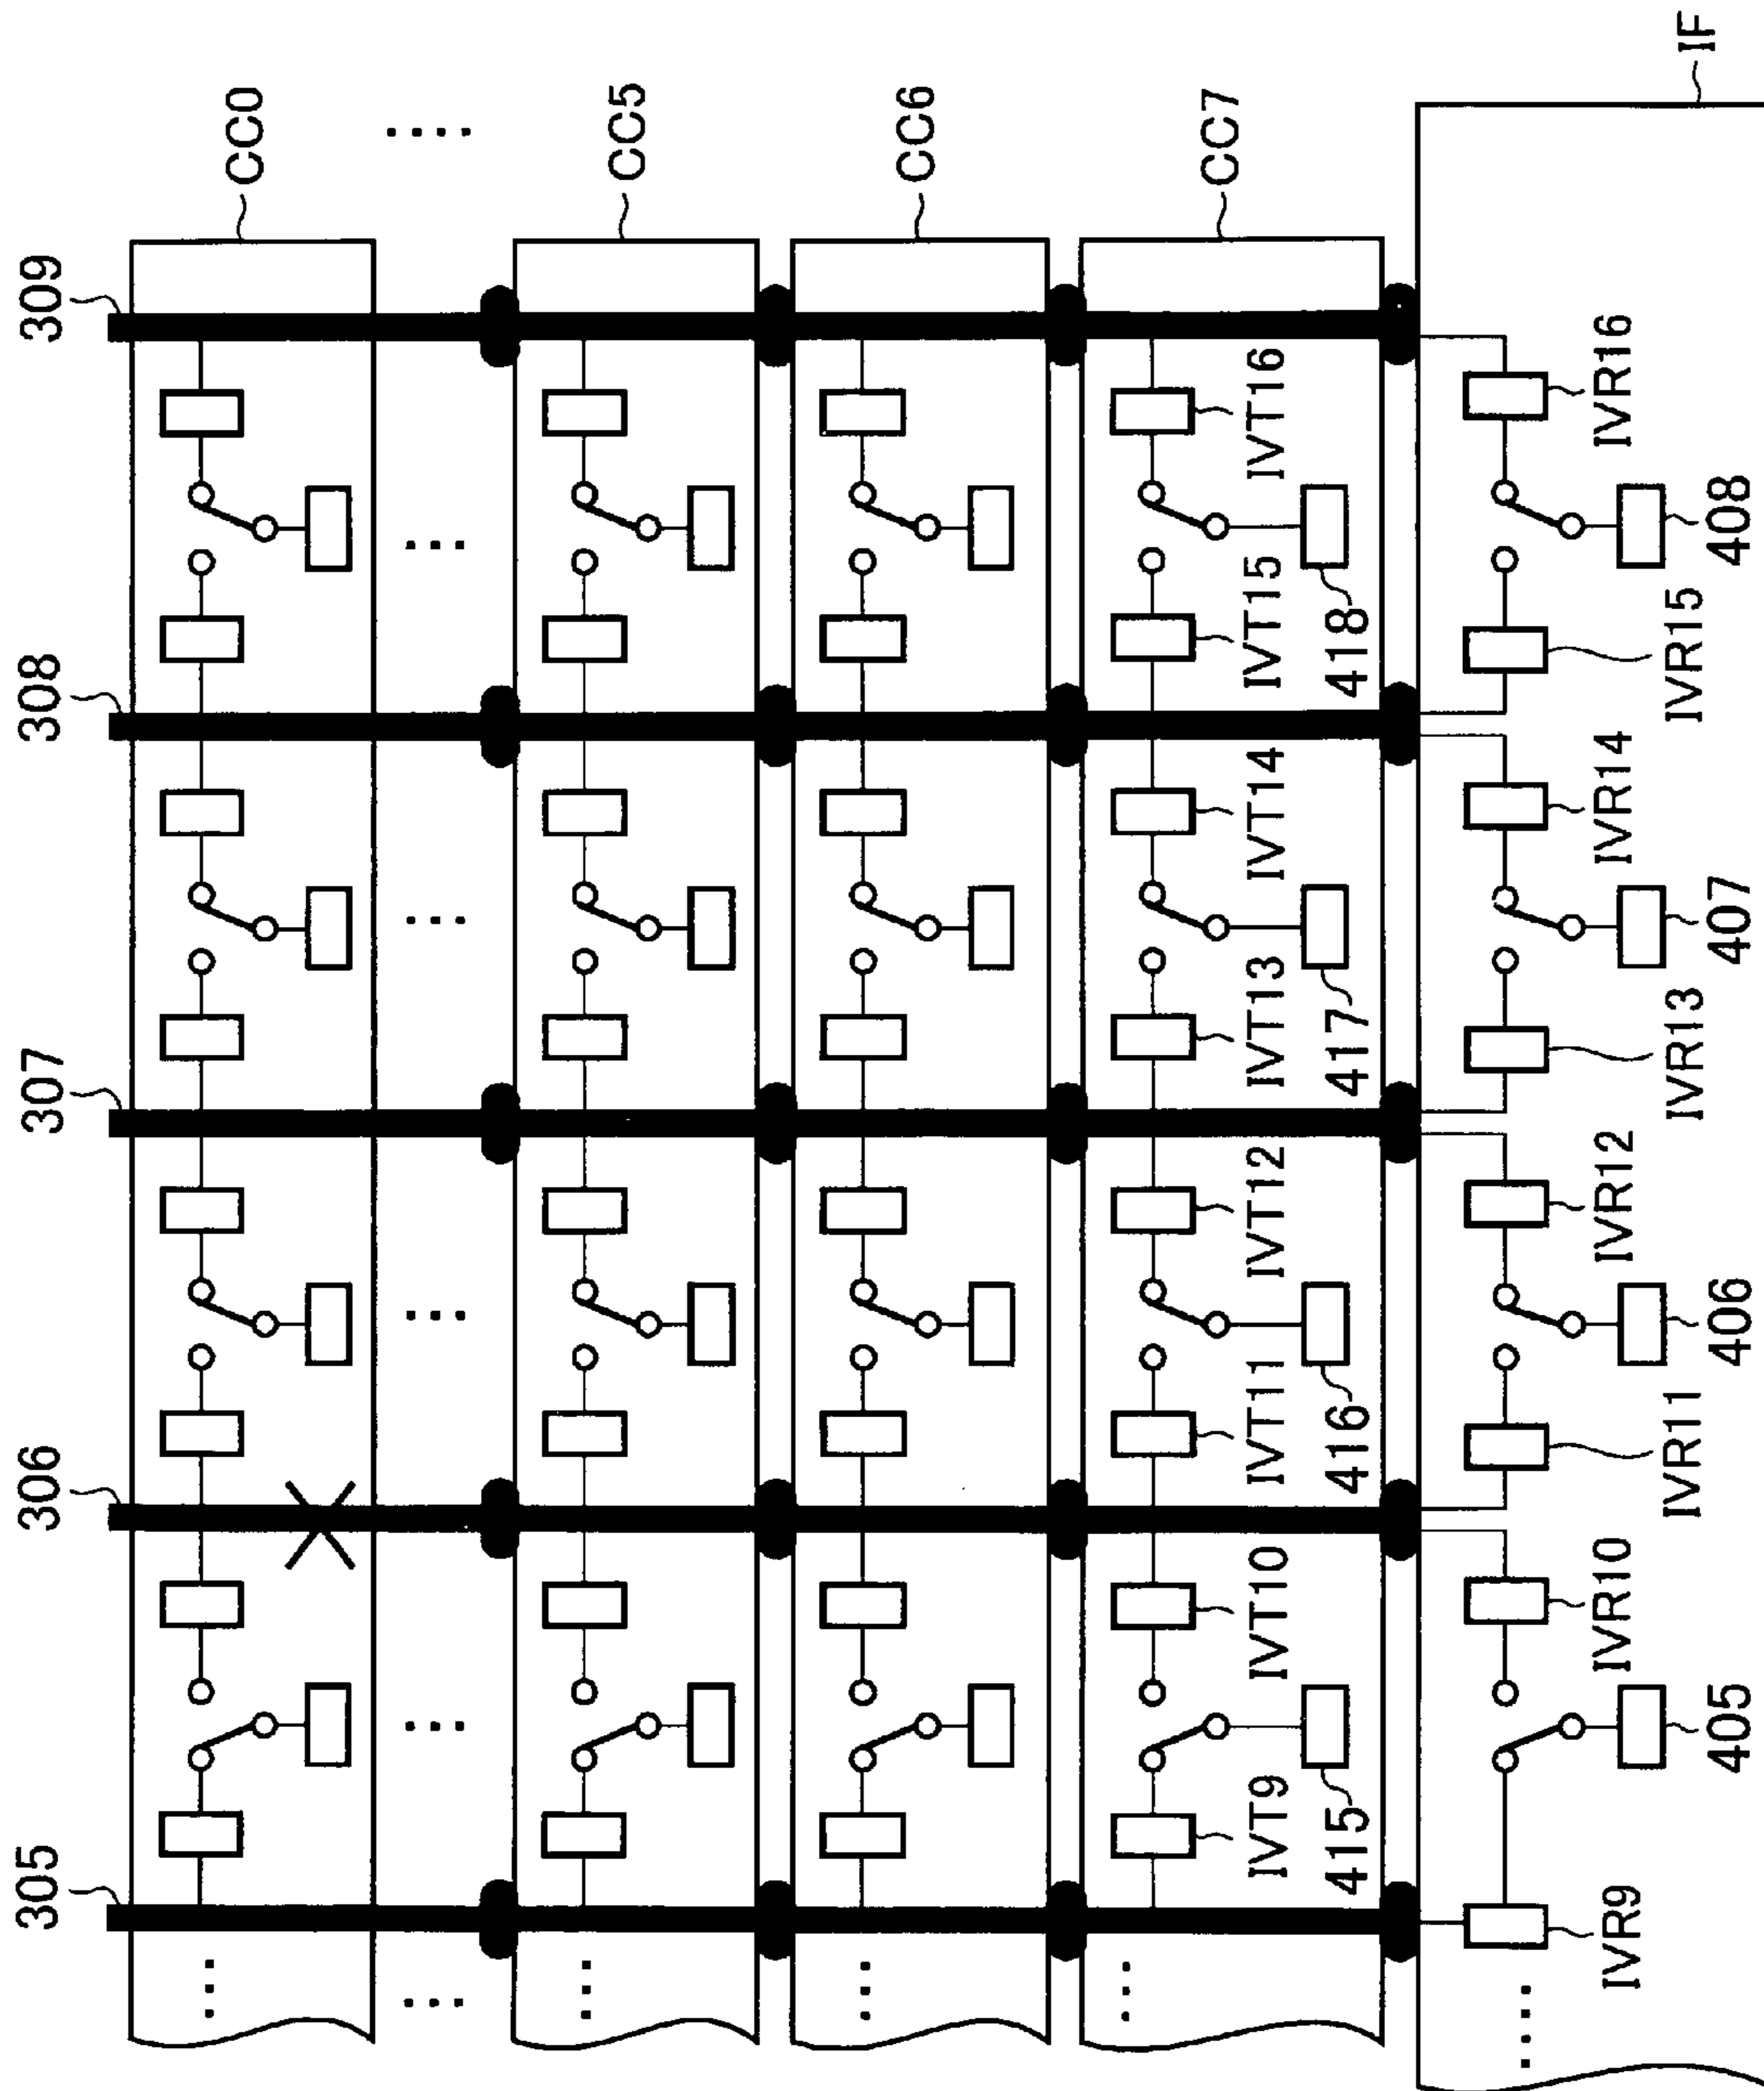 305
306
307
308
309
CC0
CC5
CC6
CC7
IF
IVT9
IVT10
IVT11
IVT12
IVT13
IVT14
IVT15
IVT16
415
416
417
418
IVR9
IVR10
IVR11
IVR12
IVR13
IVR14
IVR15
IVR16
405
406
407
408